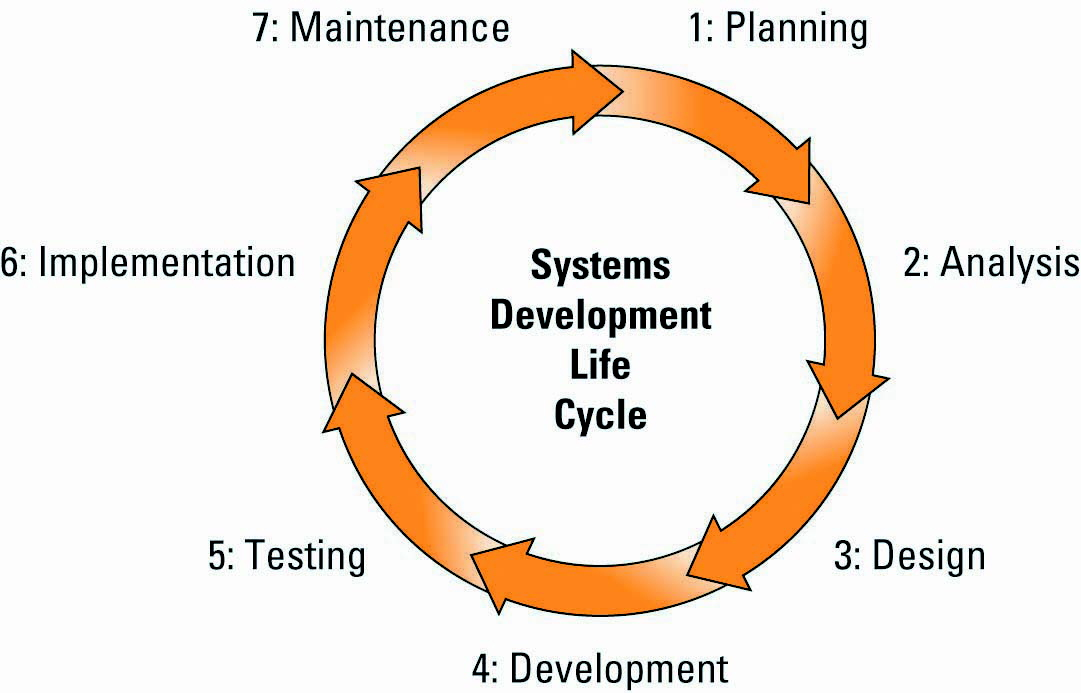 7: Maintenance
1: Planning
6: Implementation
Systems
Development
Life
Cycle
2: Analysis
5: Testing
3: Design
4: Development